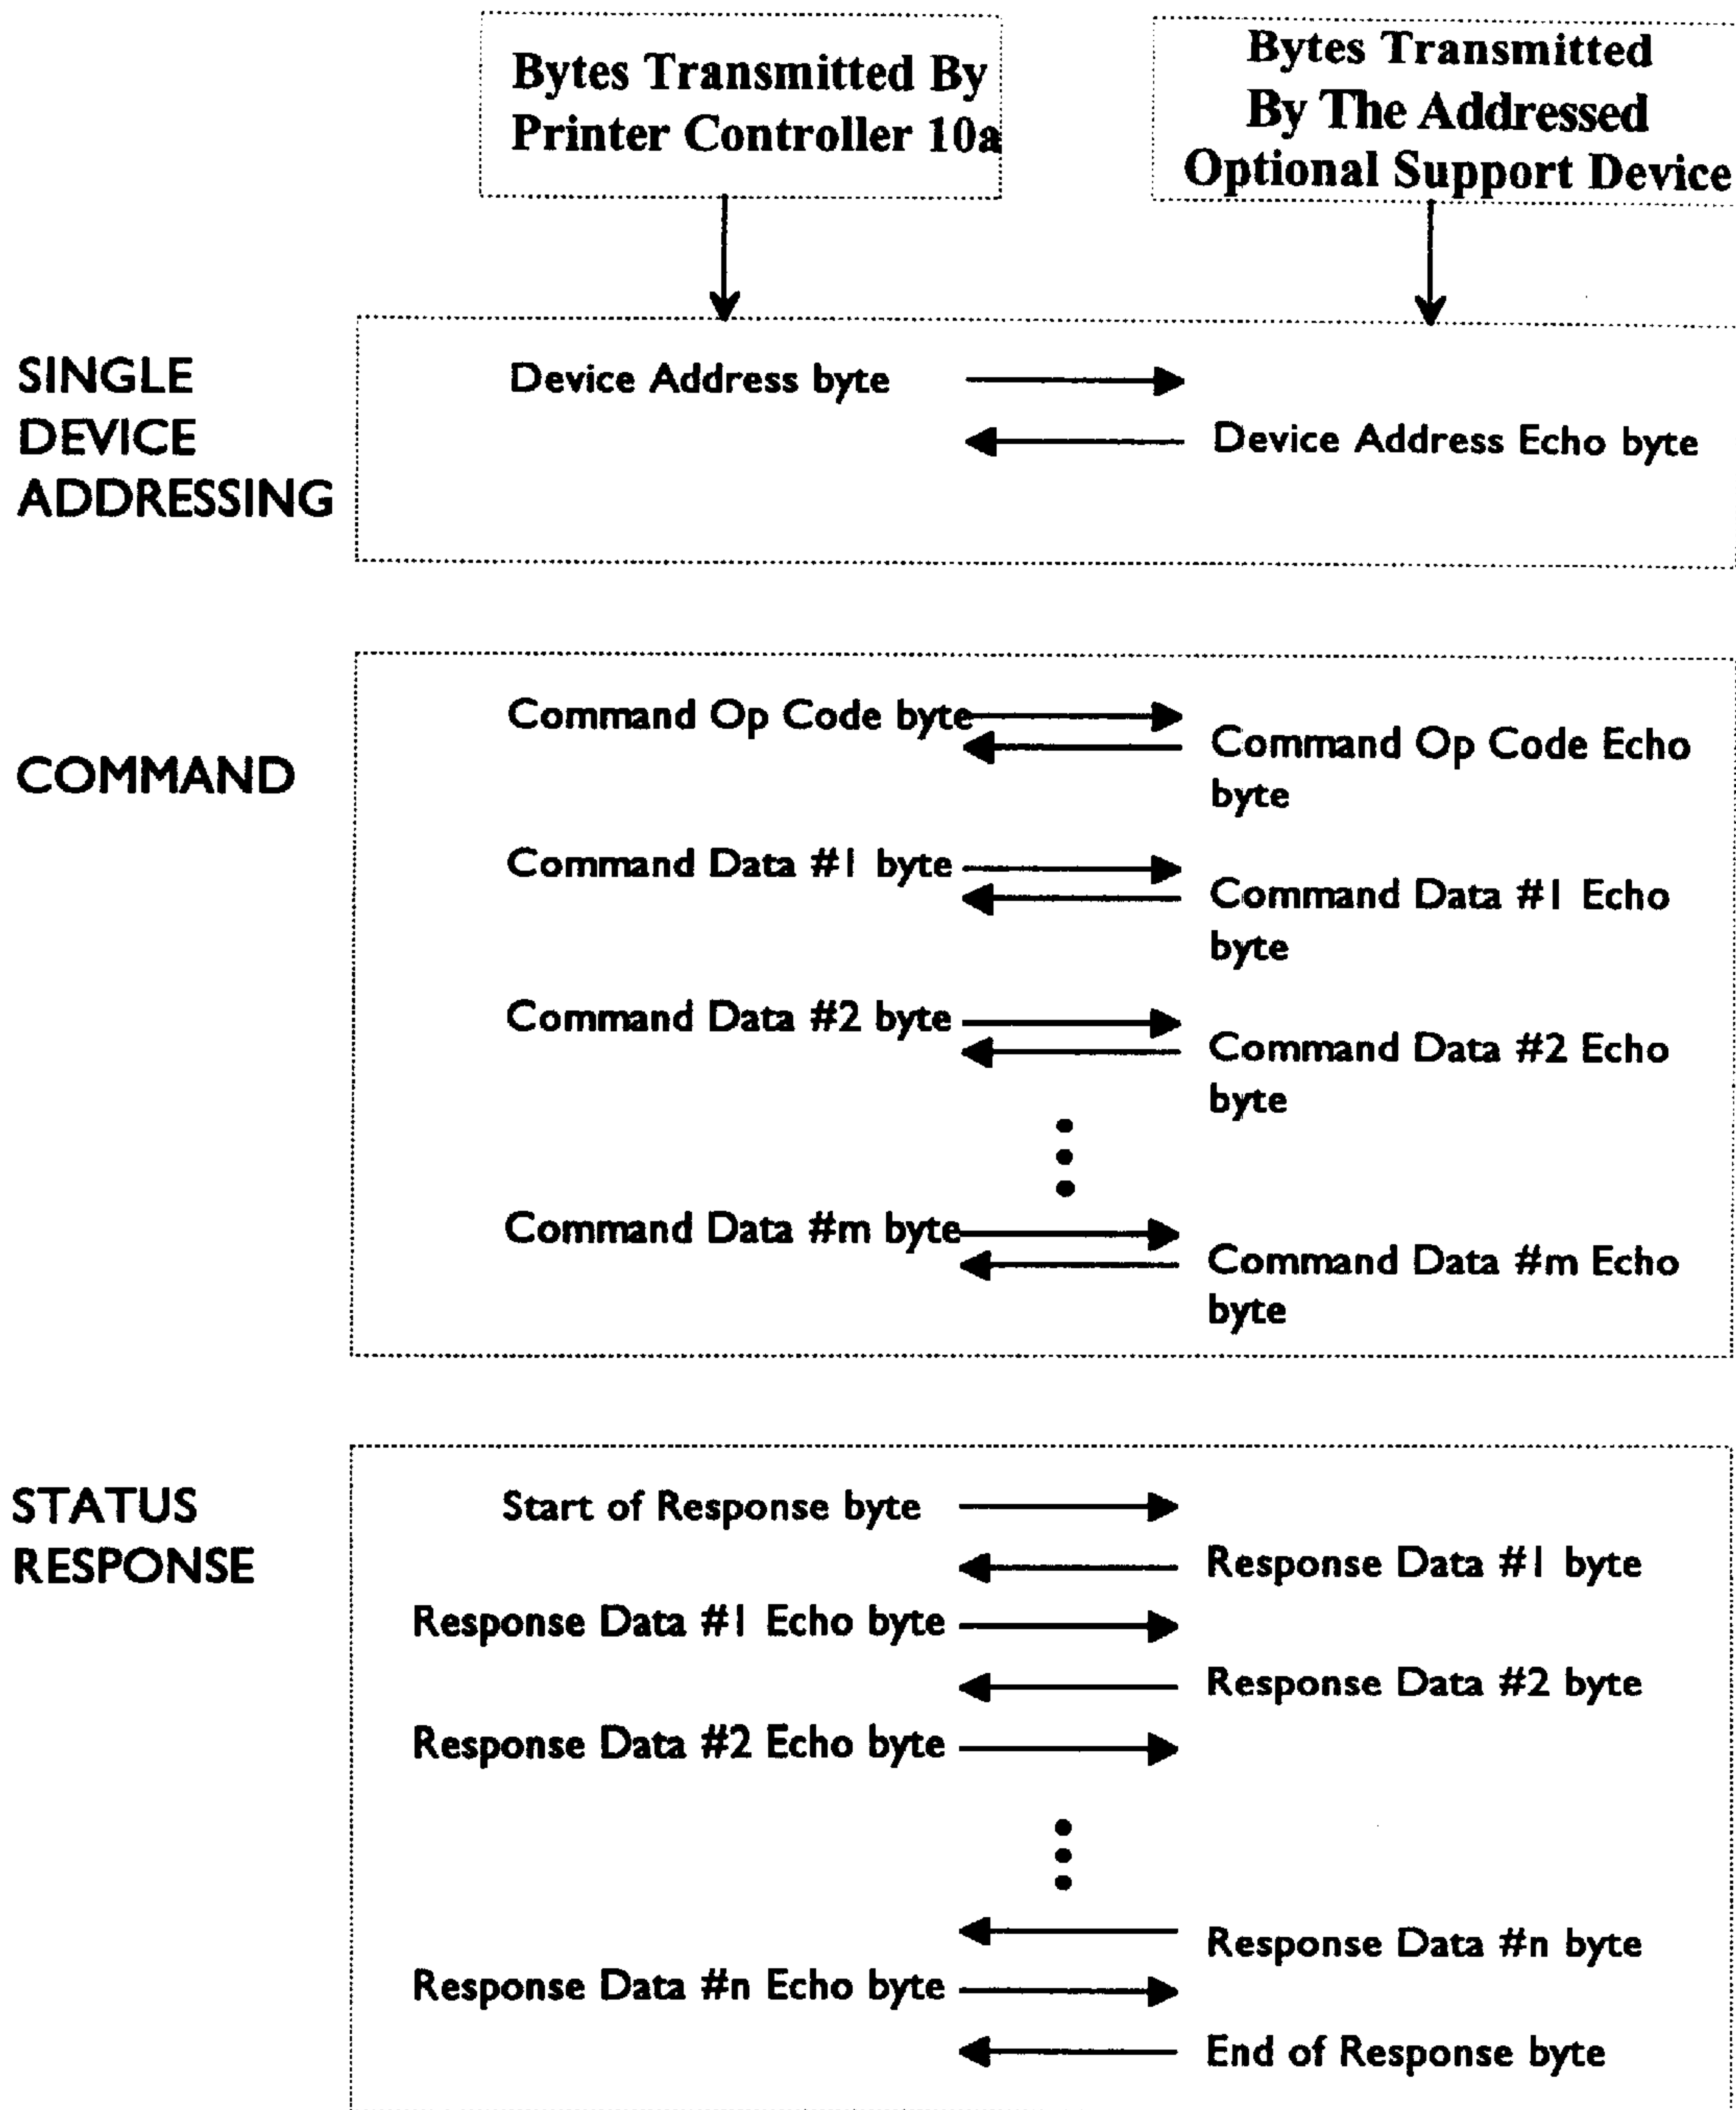 Bytes Transmitted By
Printer Controller 10a
Bytes Transmitted
By The Addressed
Optional Support Device
SINGLE
DEVICE
ADDRESSING
Device Address byte
Device Address Echo byte
COMMAND
Command Op Code byte
Command Op Code Echo
byte
Command Data #1 byte
Command Data #1 Echo
byte
Command Data #2 byte
Command Data #2 Echo
byte
Command Data #m byte
Command Data #m Echo
byte
STATUS
RESPONSE
Start of Response byte
Response Data #1 byte
Response Data #1 Echo byte
Response Data #2 byte
Response Data #2 Echo byte
Response Data #n byte
Response Data #n Echo byte
End of Response byte